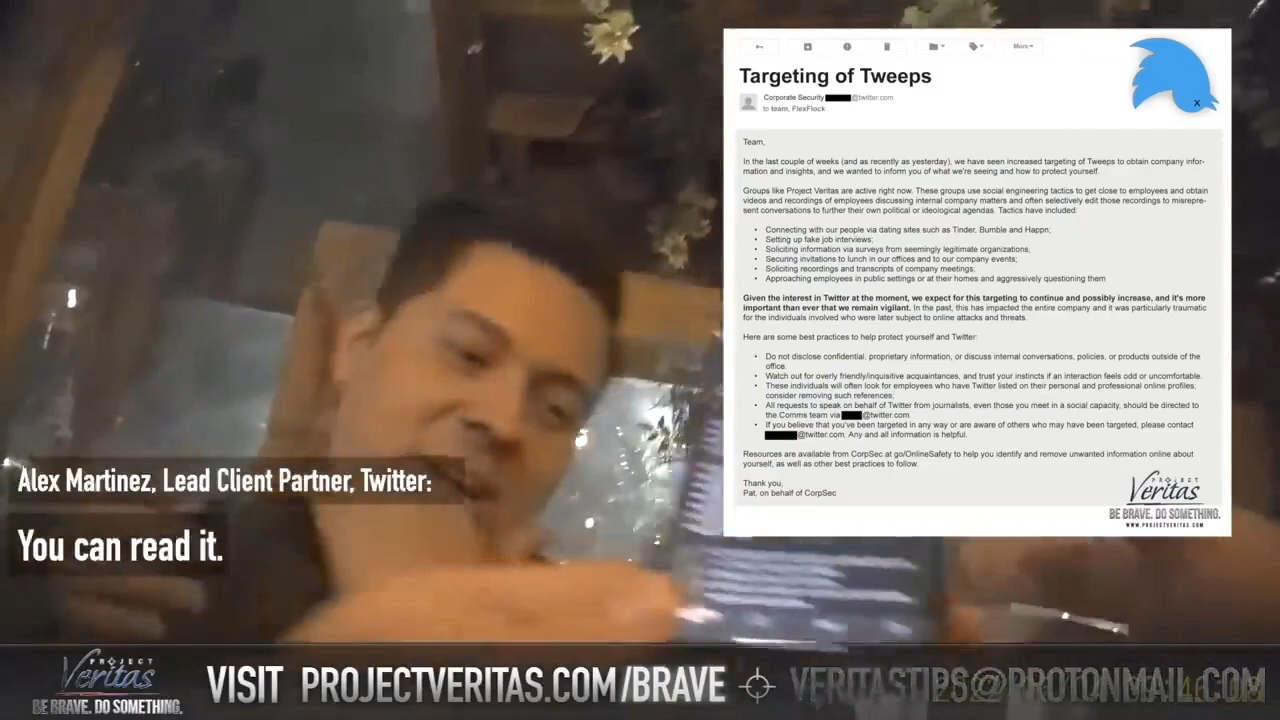 Targeting of Tweeps
Corporate Security @twitter.com
to team, FlexFlock
More
x
Team,
In the last couple of weeks (and as recently as yesterday), we have seen increased targeting of Tweeps to obtain company infor-
mation and insights, and we wanted to inform you of what we're seeing and how to protect yourself.
Groups like Project Veritas are active right now. These groups use social engineering tactics to get close to employees and obtain
videos and recordings of employees discussing internal company matters and often selectively edit those recordings to misrepre-
sent conversations to further their own political or ideological agendas. Tactics have included:
• Connecting with our people via dating sites such as Tinder, Bumble and Happn;
• Setting up fake job interviews;
• Soliciting information via surveys from seemingly legitimate organizations,
• Securing invitations to lunch in our offices and to our company events;
• Soliciting recordings and transcripts of company meetings;
• Approaching employees in public settings or at their homes and aggressively questioning them
Given the interest in Twitter at the moment, we expect for this targeting to continue and possibly increase, and it's more
important than ever that we remain vigilant. In the past, this has impacted the entire company and it was particularly traumatic
for the individuals involved who were later subject to online attacks and threats.
Here are some best practices to help protect yourself and Twitter:
• Do not disclose confidential, proprietary information, or discuss internal conversations, policies, or products outside of the
office.
• Watch out for overly friendly/inquisitive acquaintances, and trust your instincts if an interaction feels odd or uncomfortable.
• These individuals will often look for employees who have Twitter listed on their personal and professional online profiles;
consider removing such references;
• All requests to speak on behalf of Twitter from journalists, even those you meet in a social capacity, should be directed to
the Comms team via @twitter.com.
• If you believe that you've been targeted in any way or are aware of others who may have been targeted, please contact
@twitter.com. Any and all information is helpful.
Resources are available from CorpSec at go/OnlineSafety to help you identify and remove unwanted information online about
yourself, as well as other best practices to follow.
Thank you,
Pat, on behalf of CorpSec
PROJECT
Veritas
BE BRAVE. DO SOMETHING.
WWW.PROJECTVERITAS.COM
Alex Martinez, Lead Client Partner, Twitter:
You can read it.
PROJECT
Veritas
BE BRAVE. DO SOMETHING.
VISIT PROJECTVERITAS.COM/BRAVE
VERITASTIPS@PROTONMAIL.COM